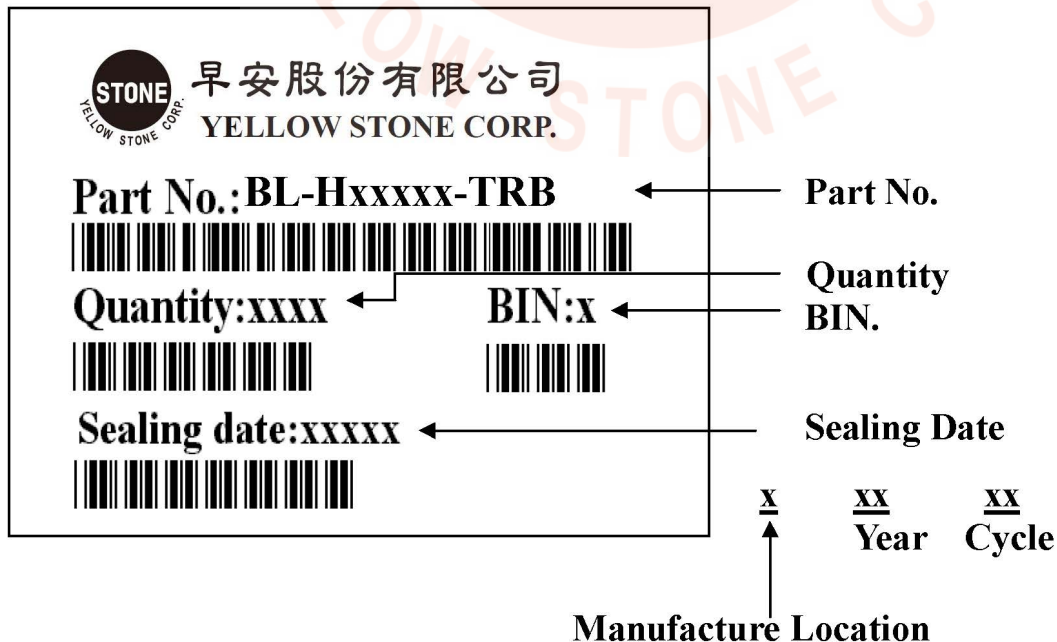 STONE
YELLOW STONE CORP.
早安股份有限公司
YELLOW STONE CORP.
Part No.:BL-Hxxxxx-TRB
Part No.
Quantity:xxxx
BIN:x
Quantity
BIN.
Sealing date:xxxxx
Sealing Date
x xx xx
Year Cycle
Manufacture Location
OW STONE C